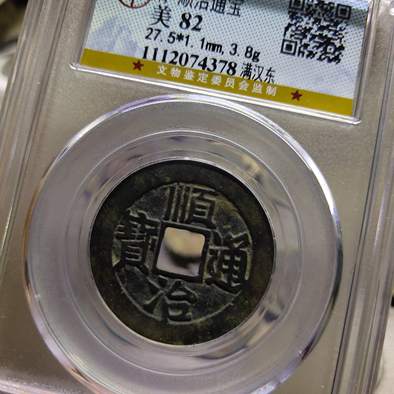 顺治通宝
美 82
27.5*1.1mm, 3.8g
1112074378 满汉东
★ 文物鉴定委员会监制 ★
順
寶 通
治